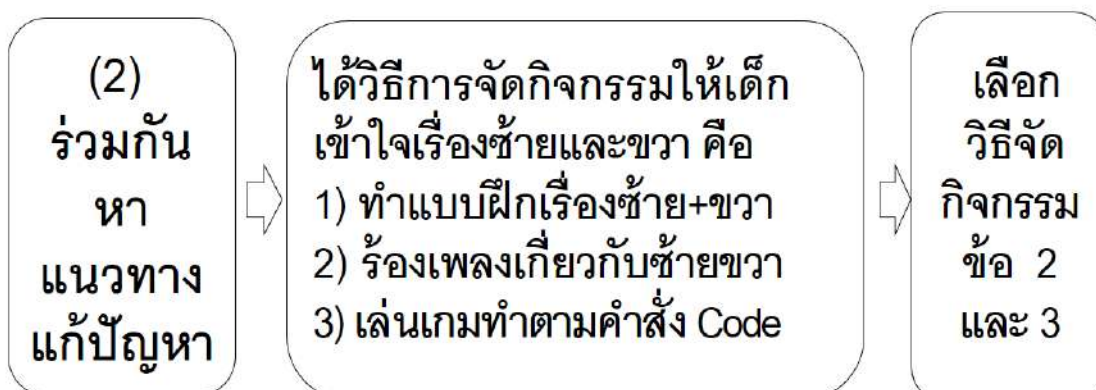 (2)
ร่วมกัน
หา
แนวทาง
แก้ปัญหา
ได้วิธีการจัดกิจกรรมให้เด็ก
เข้าใจเรื่องซ้ายและขวา คือ
1) ทำแบบฝึกเรื่องซ้าย+ขวา
2) ร้องเพลงเกี่ยวกับซ้ายขวา
3) เล่นเกมทำตามคำสั่ง Code
เลือก
วิธีจัด
กิจกรรม
ข้อ 2
และ 3